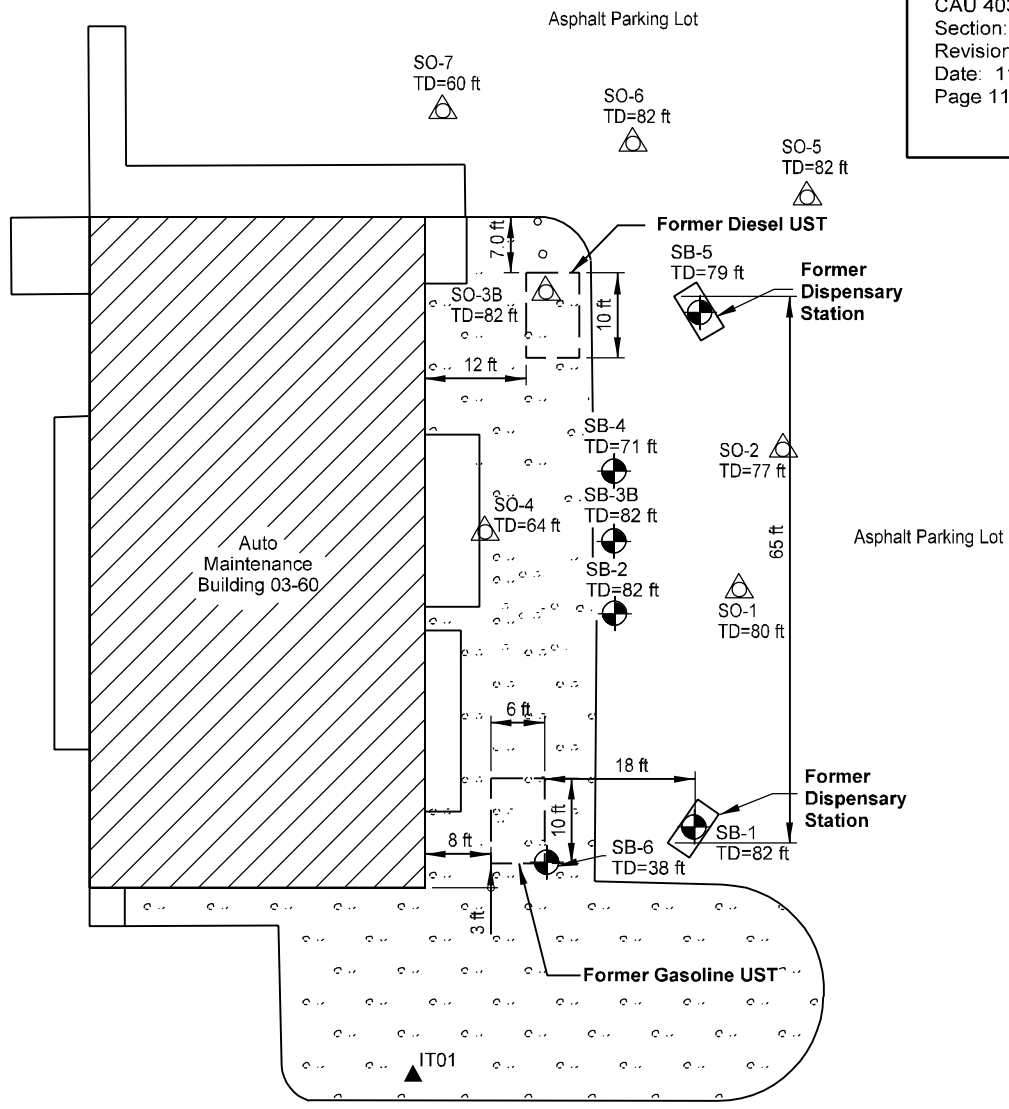 Asphalt Parking Lot
CAU 403
Section:
Revision
Date: 11
Page 11
SO-7
TD=60 ft
SO-6
TD=82 ft
SO-5
TD=82 ft
7.0 ft
Former Diesel UST
SB-5
TD=79 ft
Former
Dispensary
Station
SO-3B
TD=82 ft
10 ft
12 ft
SB-4
TD=71 ft
SO-2
TD=77 ft
SB-3B
TD=82 ft
SO-4
TD=64 ft
65 ft
Asphalt Parking Lot
Auto
Maintenance
Building 03-60
SB-2
TD=82 ft
SO-1
TD=80 ft
6 ft
18 ft
Former
Dispensary
Station
10 ft
8 ft
SB-1
TD=82 ft
SB-6
TD=38 ft
3 ft
Former Gasoline UST
IT01